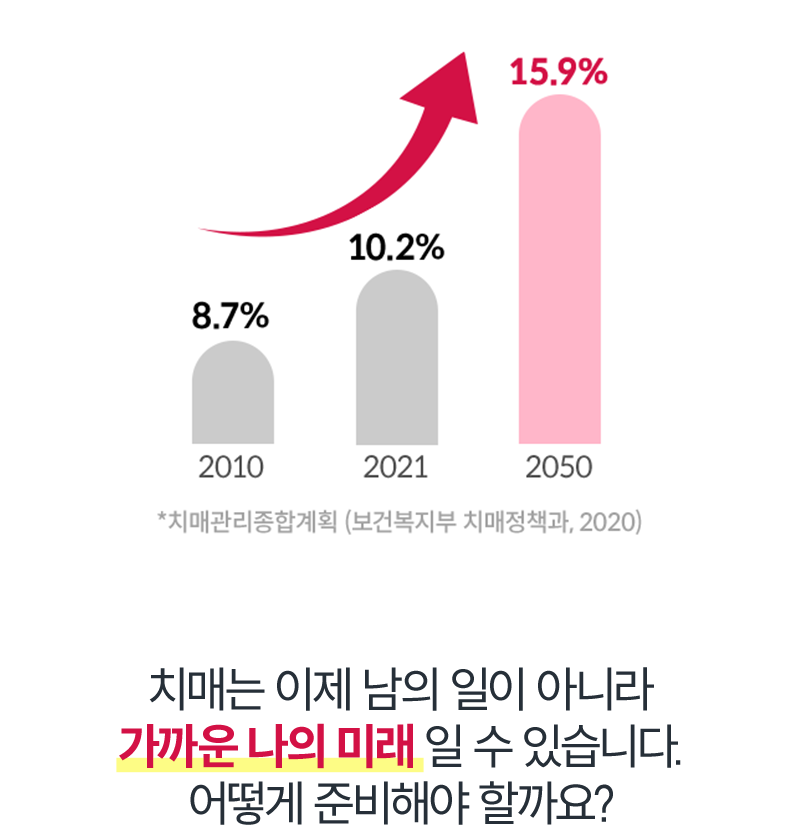 15.9%
10.2%
8.7%
2010 2021 2050
*치매관리종합계획 (보건복지부 치매정책과, 2020)
치매는 이제 남의 일이 아니라
가까운 나의 미래 일 수 있습니다.
어떻게 준비해야 할까요?